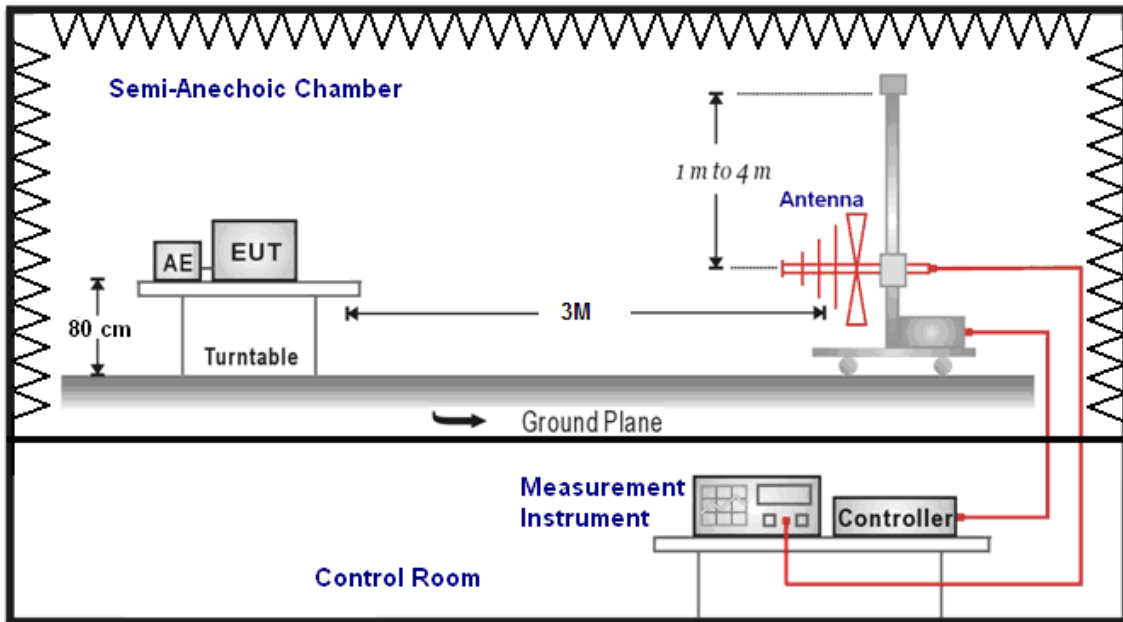 Semi-Anechoic Chamber
1 m to 4 m
Antenna
AE
EUT
80 cm
3M
Turntable
Ground Plane
Measurement
Instrument
Controller
Control Room